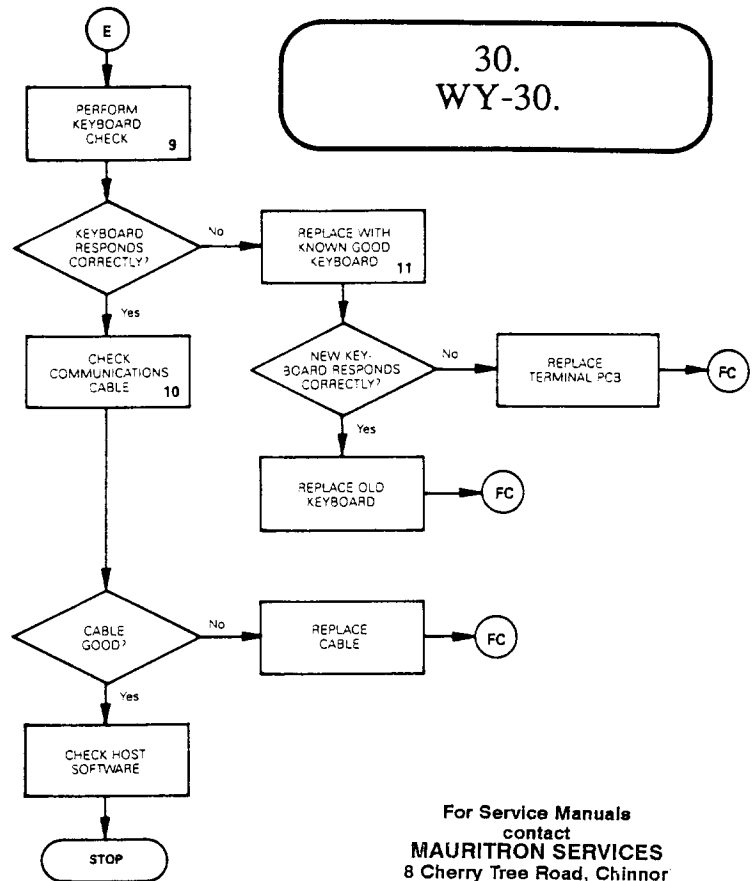 E
30.
WY-30.
PERFORM
KEYBOARD
CHECK
9
KEYBOARD
RESPONDS
CORRECTLY?
No
REPLACE WITH
KNOWN GOOD
KEYBOARD
11
Yes
CHECK
COMMUNICATIONS
CABLE
10
NEW KEY-
BOARD RESPONDS
CORRECTLY?
No
REPLACE
TERMINAL PCB
FC
Yes
REPLACE OLD
KEYBOARD
FC
CABLE
GOOD?
No
REPLACE
CABLE
FC
Yes
CHECK HOST
SOFTWARE
STOP
For Service Manuals
contact
MAURITRON SERVICES
8 Cherry Tree Road, Chinnor